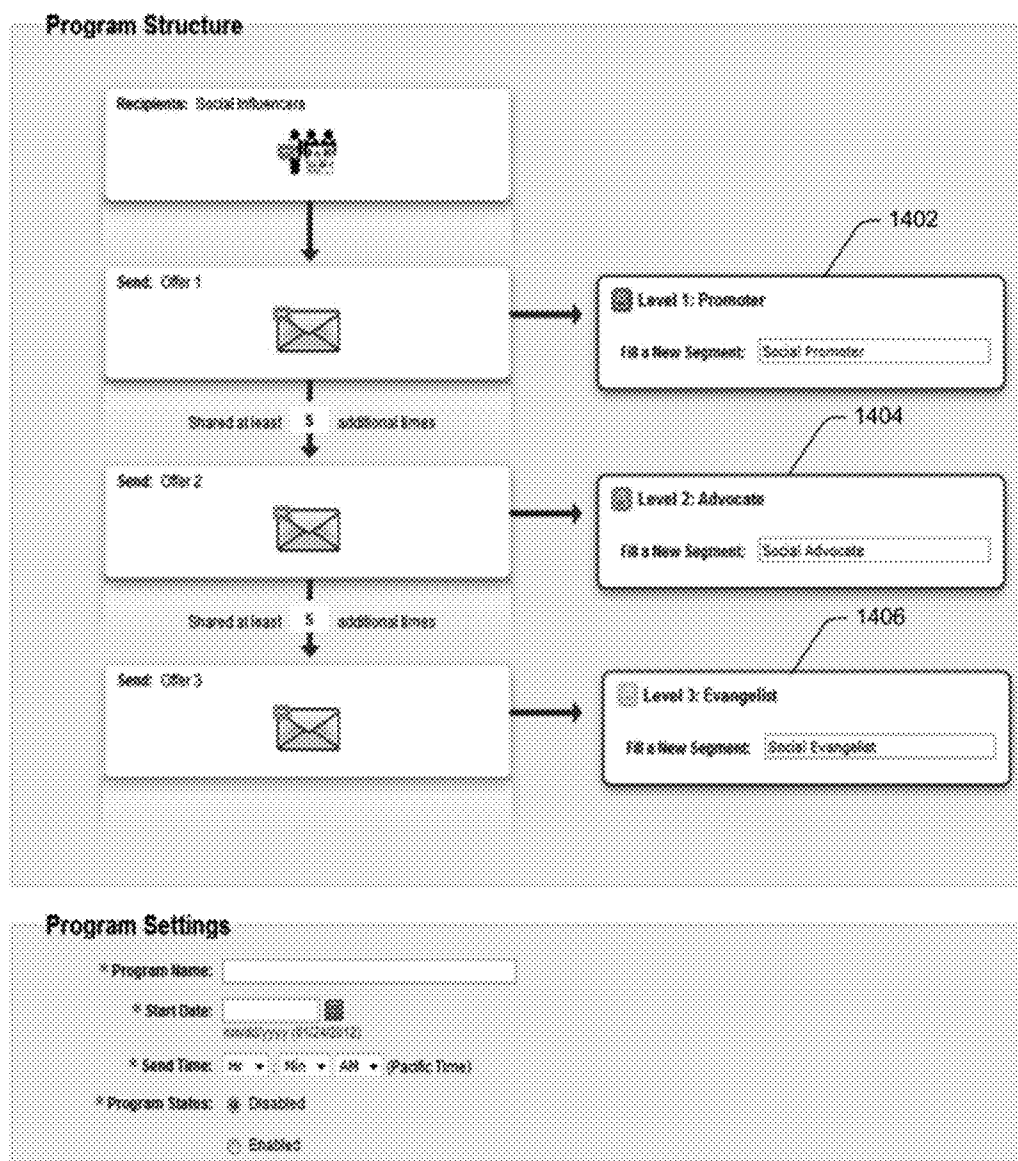 Program Structure
Recipients: Social Influencers
1402
Send: Offer 1
Level 1: Promoter
Fill a New Segment: Social Promoter
Shared at least 5 additional times
1404
Send: Offer 2
Level 2: Advocate
Fill a New Segment: Social Advocate
Shared at least 5 additional times
1406
Send: Offer 3
Level 3: Evangelist
Fill a New Segment: Social Evangelist
Program Settings
* Program Name:
* Start Date:
* Send Time: Hr : Min AM (Pacific Time)
* Program States: Disabled
Enabled